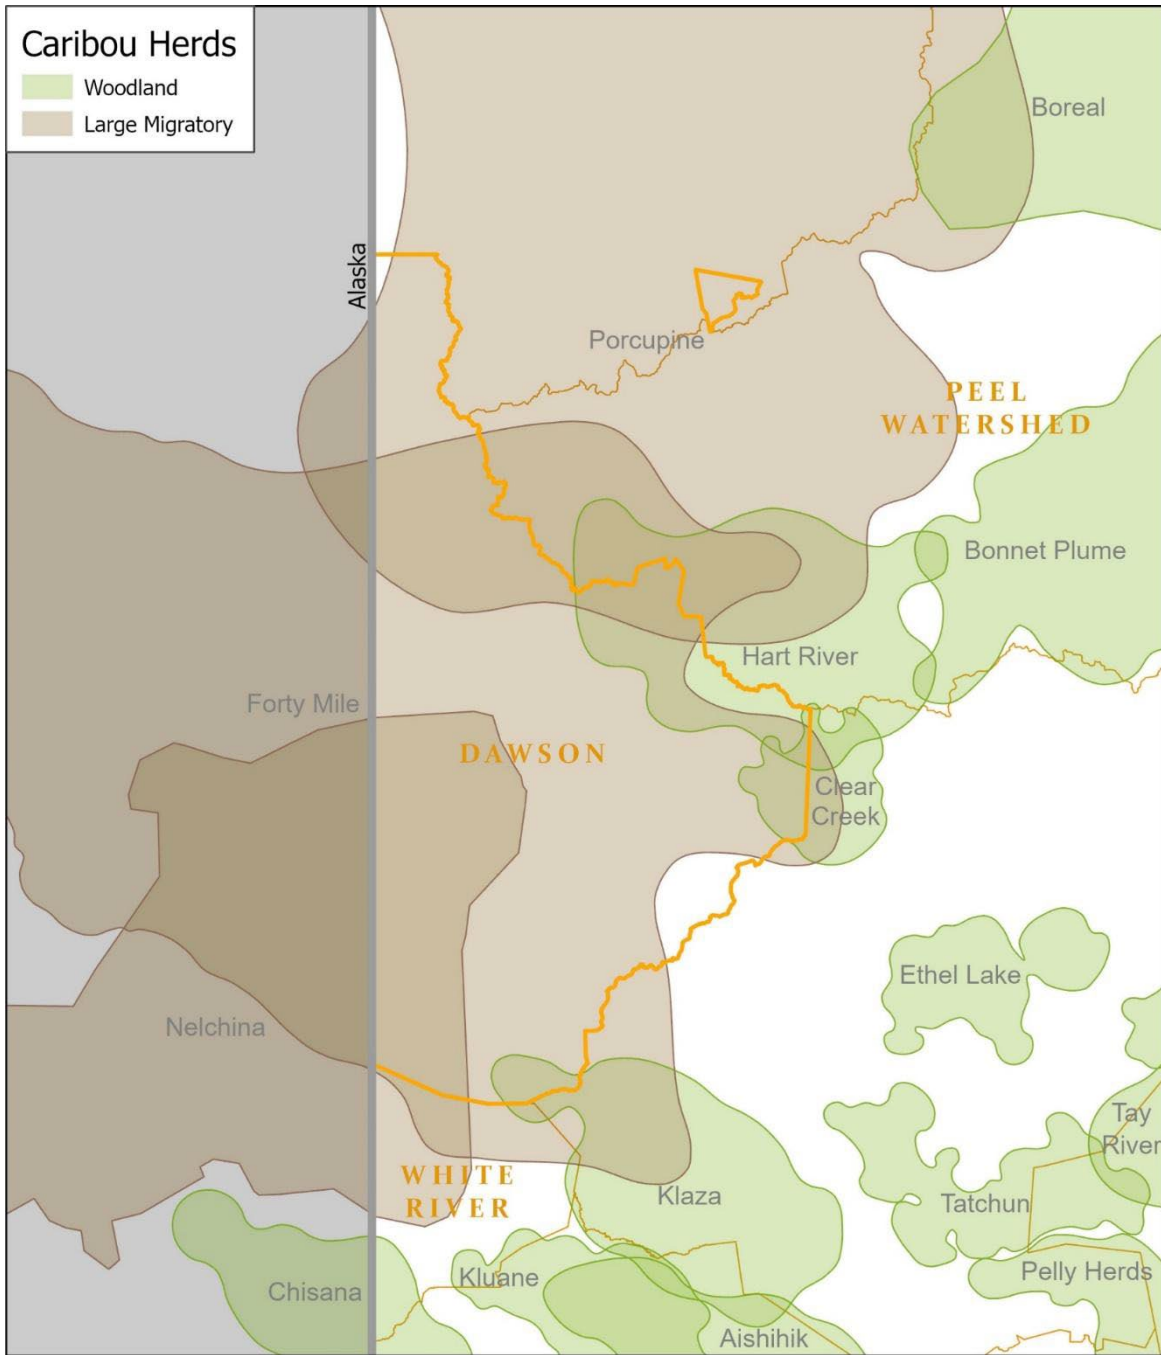 Caribou Herds
Woodland
Large Migratory
Boreal
Alaska
Porcupine
PEEL
WATERSHED
Bonnet Plume
Hart River
Forty Mile
DAWSON
Clear
Creek
Ethel Lake
Nelchina
Tay
River
WHITE
RIVER
Klaza
Tatchun
Pelly Herds
Kluane
Chisana
Aishihik